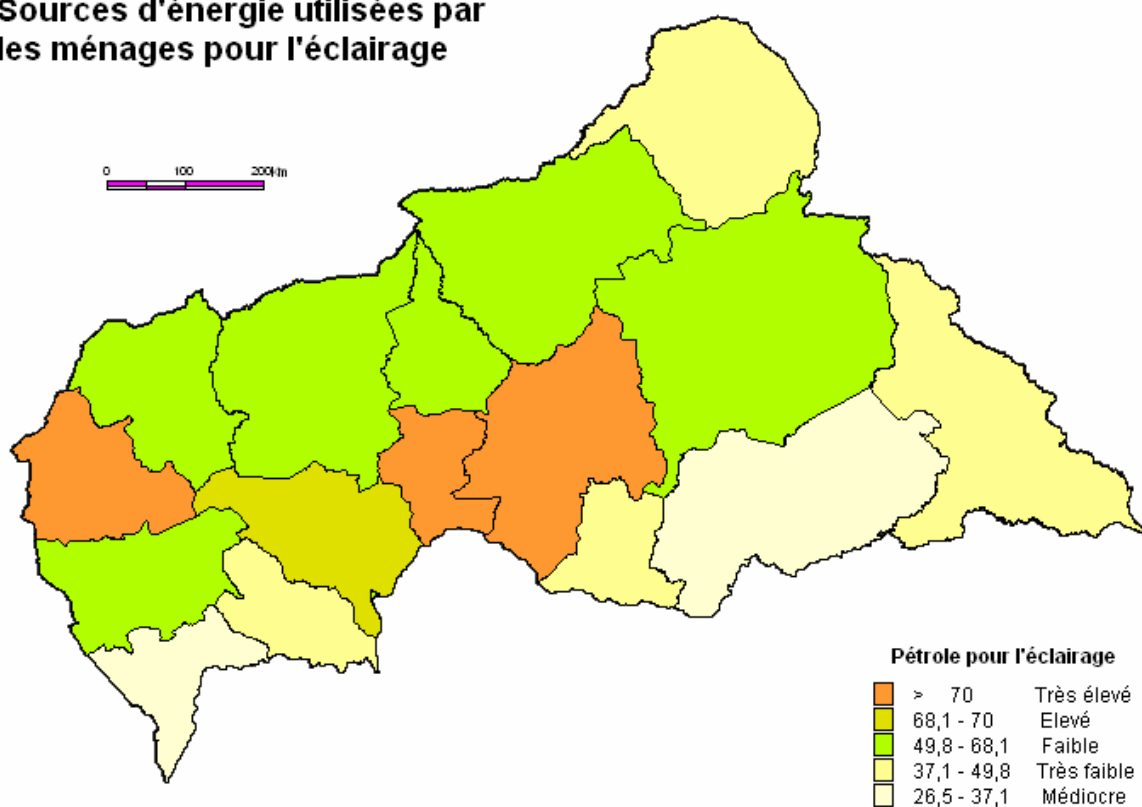 Sources d'énergie utilisées par
les ménages pour l'éclairage
0 100 200km
Pétrole pour l'éclairage
> 70 Très élevé
68,1 - 70 Elevé
49,8 - 68,1 Faible
37,1 - 49,8 Très faible
26,5 - 37,1 Médiocre